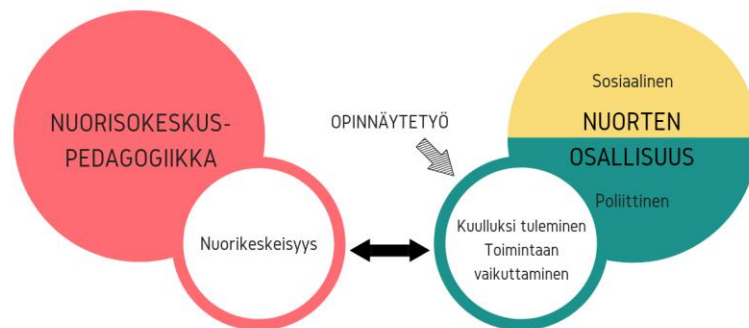 NUORISOKESKUS-
PEDAGOGIIKKA
Nuorikeskeisyys
OPINNÄYTETYÖ
Sosiaalinen
NUORTEN
OSALLISUUS
Poliittinen
Kuulluksi tuleminen
Toimintaan
vaikuttaminen